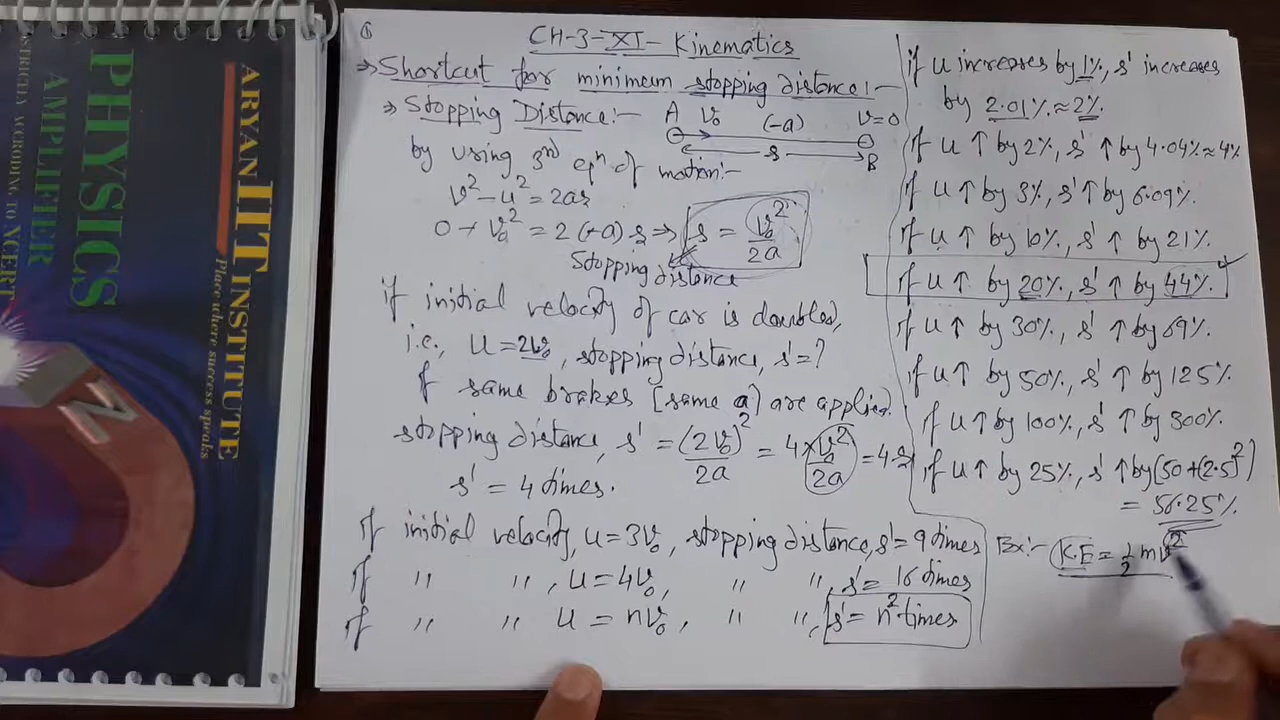 PHYSICS
AMPLIFIER
STRICTLY ACCORDING TO NCERT
ARYAN IIT INSTITUTE
Place where success speaks
N
①
CH-3-XI- Kinematics
⇒ Shortcut for minimum stopping distance:-
⇒ Stopping Distance:-
A V₀ (-a) V=0
s B
by using 3rd eqⁿ of motion:-
V² - u² = 2as
0 - V₀² = 2(-a) s ⇒ s = V₀²/2a
Stopping distance
if initial velocity of car is doubled,
i.e., u = 2V₀, stopping distance, s' = ?
if same brakes [same a] are applied.
stopping distance, s' = (2V₀)²/2a = 4×V₀²/2a = 4s
s' = 4 times.
if initial velocity, u = 3V₀, stopping distance, s' = 9 times
if " ", u = 4V₀, " ", s' = 16 times
if " " u = nV₀, " ", s' = n² times
if u increases by 1%, s' increases
by 2.01% ≈ 2%.
if u ↑ by 2%, s' ↑ by 4.04% ≈ 4%
if u ↑ by 3%, s' ↑ by 6.09%.
if u ↑ by 10%, s' ↑ by 21%.
if u ↑ by 20%, s' ↑ by 44%.
if u ↑ by 30%, s' ↑ by 69%.
if u ↑ by 50%, s' ↑ by 125%
if u ↑ by 100%, s' ↑ by 300%.
if u ↑ by 25%, s' ↑ by (50+(2.5)²)
= 56.25%.
Ex:- K.E = ½ mv²